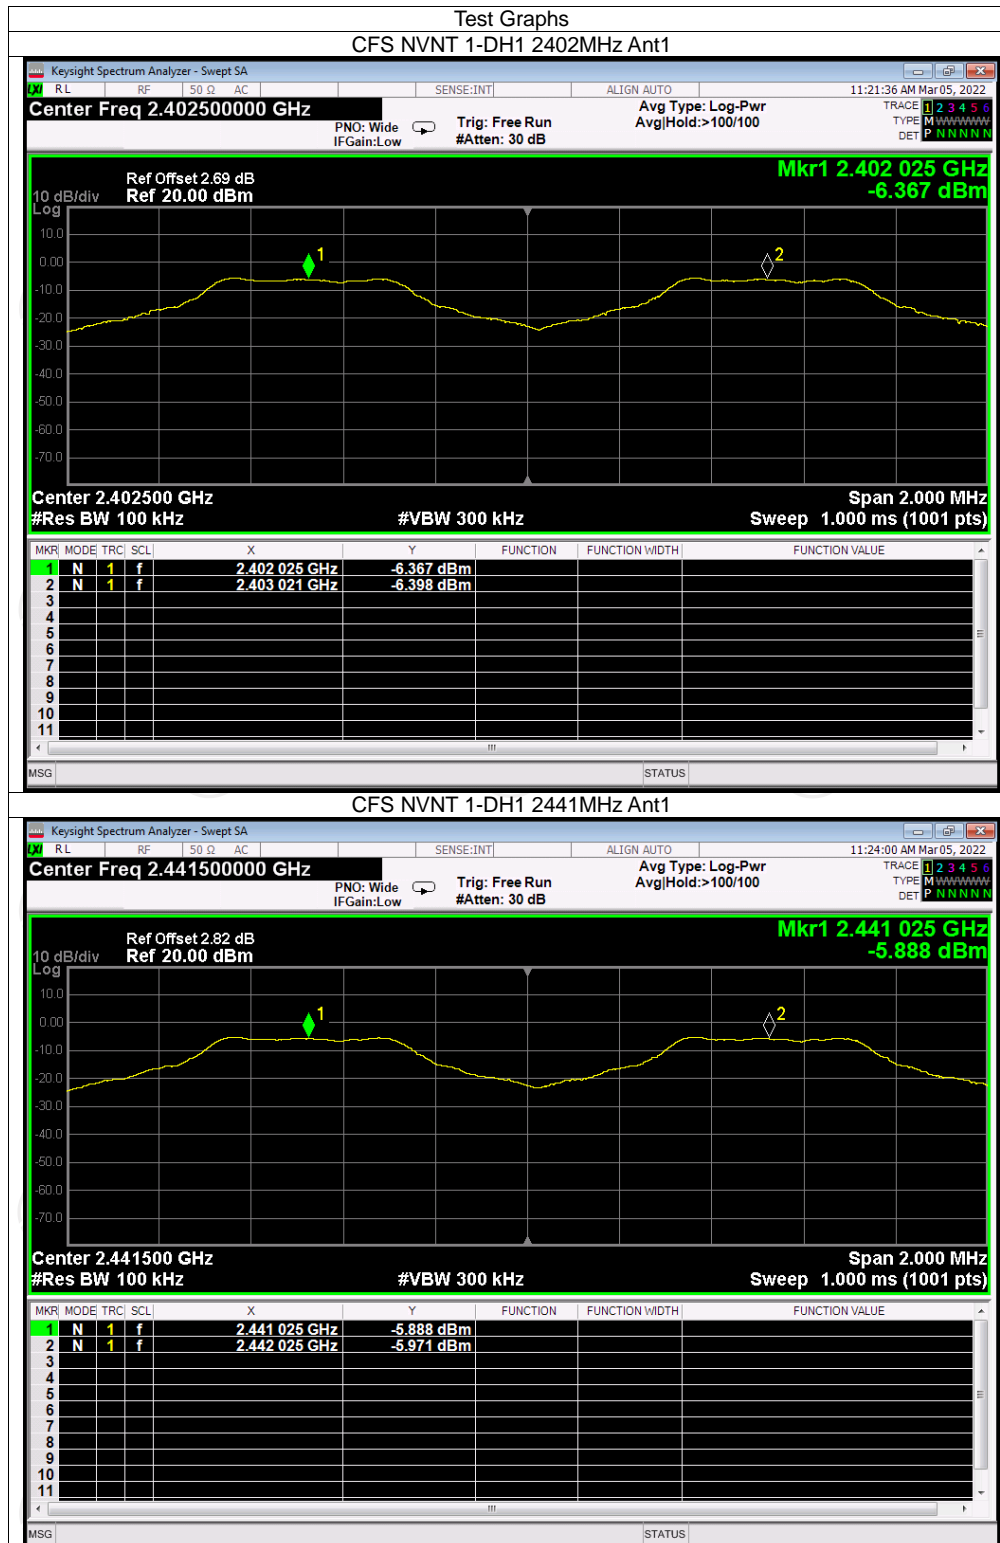 Test Graphs
CFS NVNT 1-DH1 2402MHz Ant1
Keysight Spectrum Analyzer - Swept SA
LXI RL RF 50 Ω AC SENSE:INT ALIGN AUTO 11:21:36 AM Mar 05, 2022
Center Freq 2.402500000 GHz Avg Type: Log-Pwr TRACE 1 2 3 4 5 6
PNO: Wide Trig: Free Run Avg|Hold:>100/100 TYPE M WWWWW
IFGain:Low #Atten: 30 dB DET P N N N N N
Mkr1 2.402 025 GHz
Ref Offset 2.69 dB -6.367 dBm
10 dB/div Ref 20.00 dBm
Log
10.0
1 2
0.00
-10.0
-20.0
-30.0
-40.0
-50.0
-60.0
-70.0
Center 2.402500 GHz Span 2.000 MHz
#Res BW 100 kHz #VBW 300 kHz Sweep 1.000 ms (1001 pts)
MKR MODE TRC SCL X Y FUNCTION FUNCTION WIDTH FUNCTION VALUE
1 N 1 f 2.402 025 GHz -6.367 dBm
2 N 1 f 2.403 021 GHz -6.398 dBm
3
4
5
6
7
8
9
10
11
MSG STATUS
CFS NVNT 1-DH1 2441MHz Ant1
Keysight Spectrum Analyzer - Swept SA
LXI RL RF 50 Ω AC SENSE:INT ALIGN AUTO 11:24:00 AM Mar 05, 2022
Center Freq 2.441500000 GHz Avg Type: Log-Pwr TRACE 1 2 3 4 5 6
PNO: Wide Trig: Free Run Avg|Hold:>100/100 TYPE M WWWWW
IFGain:Low #Atten: 30 dB DET P N N N N N
Mkr1 2.441 025 GHz
Ref Offset 2.82 dB -5.888 dBm
10 dB/div Ref 20.00 dBm
Log
10.0
1 2
0.00
-10.0
-20.0
-30.0
-40.0
-50.0
-60.0
-70.0
Center 2.441500 GHz Span 2.000 MHz
#Res BW 100 kHz #VBW 300 kHz Sweep 1.000 ms (1001 pts)
MKR MODE TRC SCL X Y FUNCTION FUNCTION WIDTH FUNCTION VALUE
1 N 1 f 2.441 025 GHz -5.888 dBm
2 N 1 f 2.442 025 GHz -5.971 dBm
3
4
5
6
7
8
9
10
11
MSG STATUS